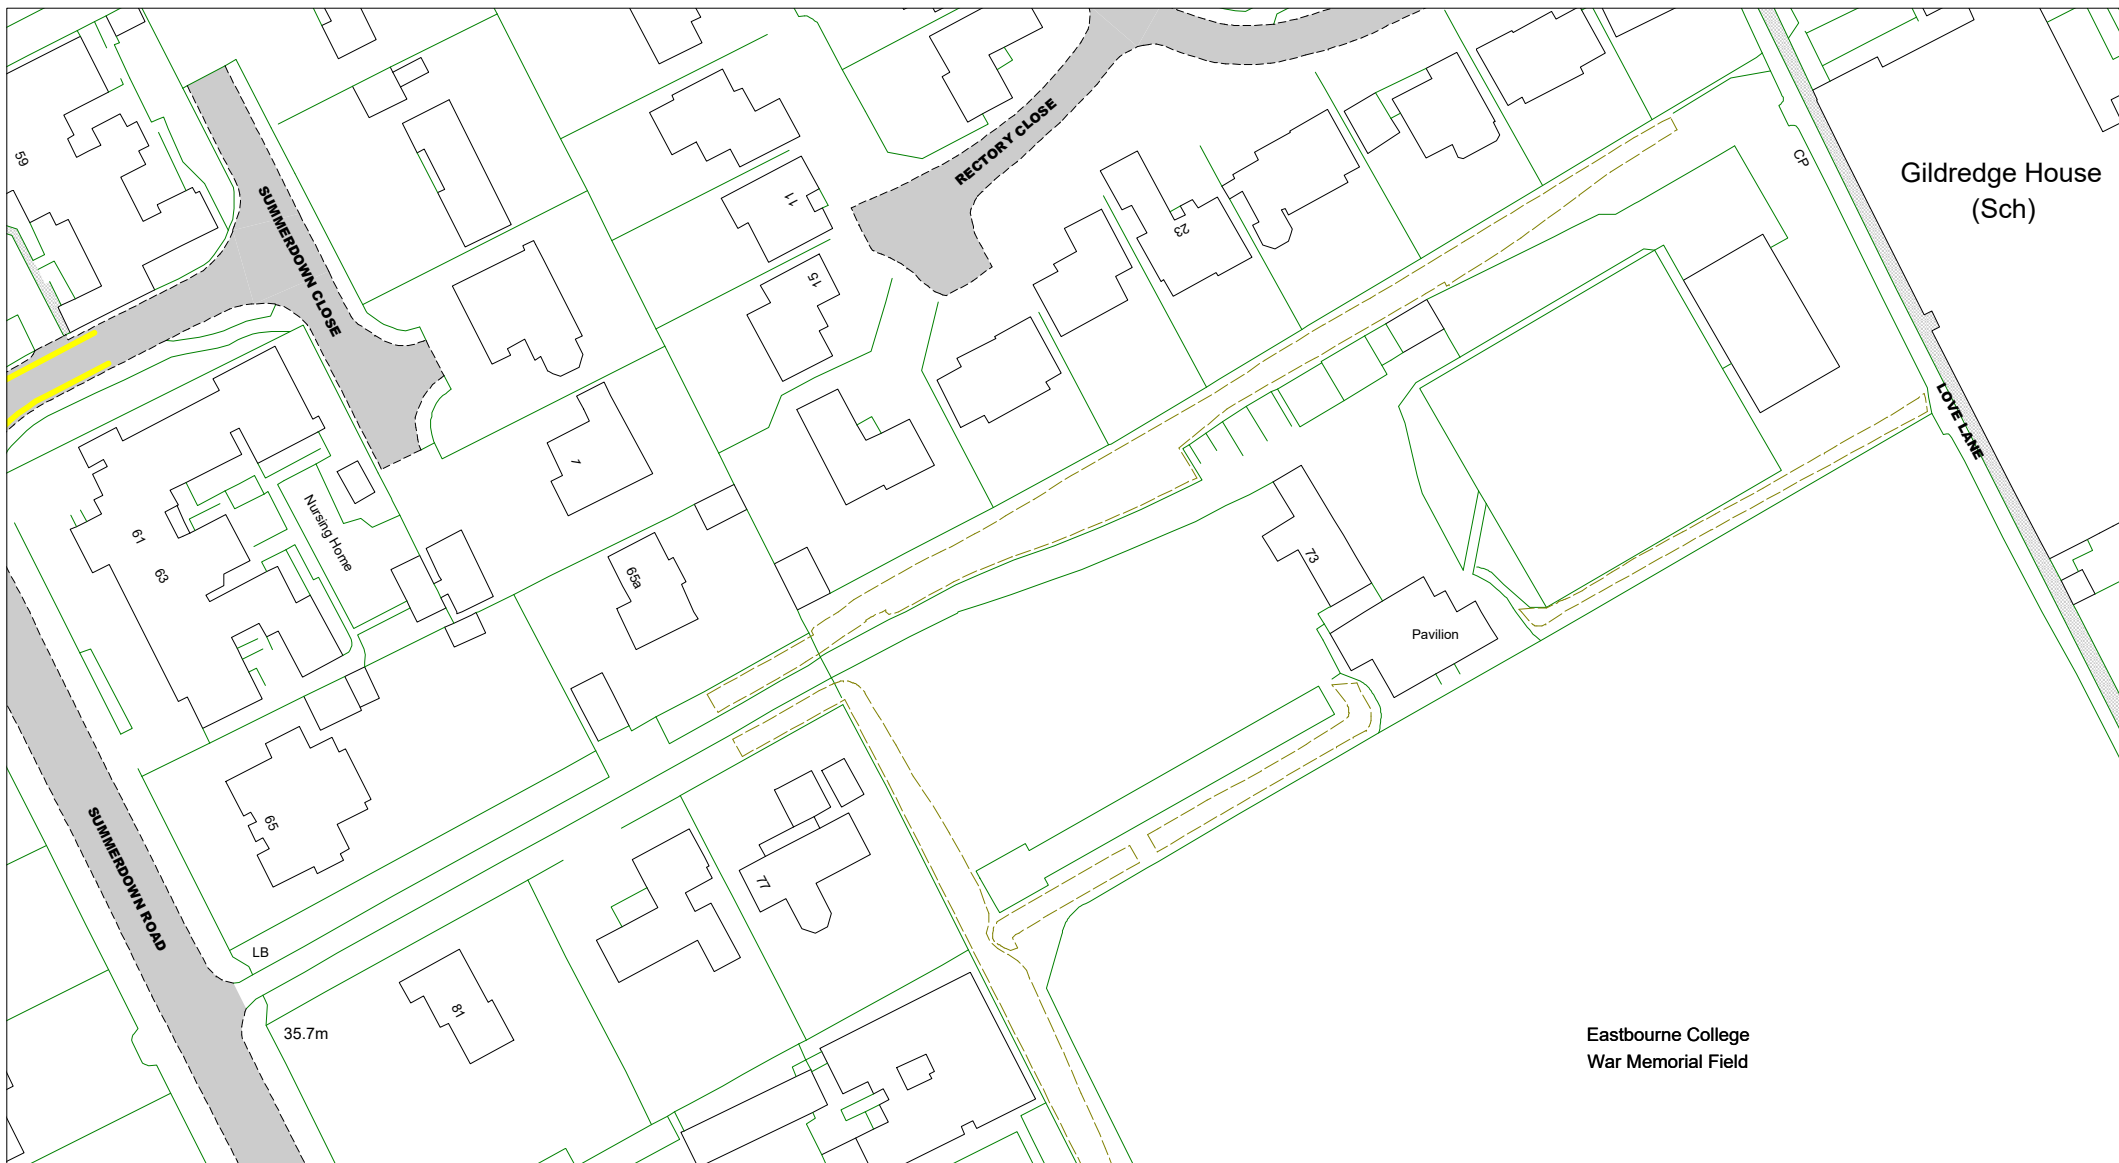 59
SUMMERDOWN CLOSE
RECTORY CLOSE
CP
Gildredge House
(Sch)
11
15
23
LOVE LANE
7
Nursing Home
61
63
65a
73
Pavilion
65
77
SUMMERDOWN ROAD
LB
81
35.7m
Eastbourne College
War Memorial Field